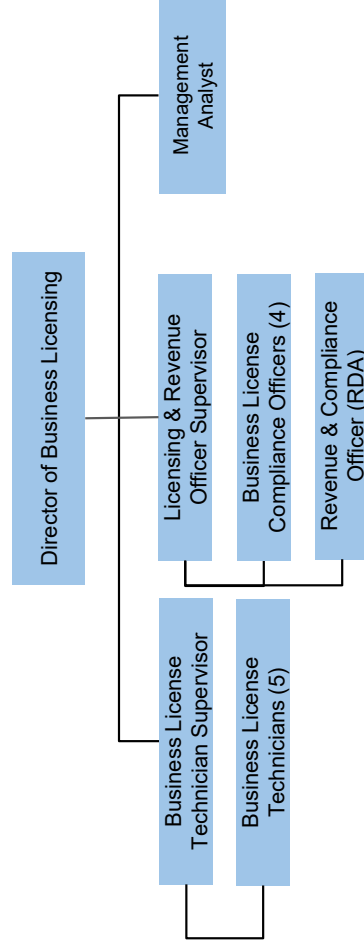 Director of Business Licensing
Business License
Technician Supervisor
Licensing & Revenue
Officer Supervisor
Management
Analyst
Business License
Technicians (5)
Business License
Compliance Officers (4)
Revenue & Compliance
Officer (RDA)